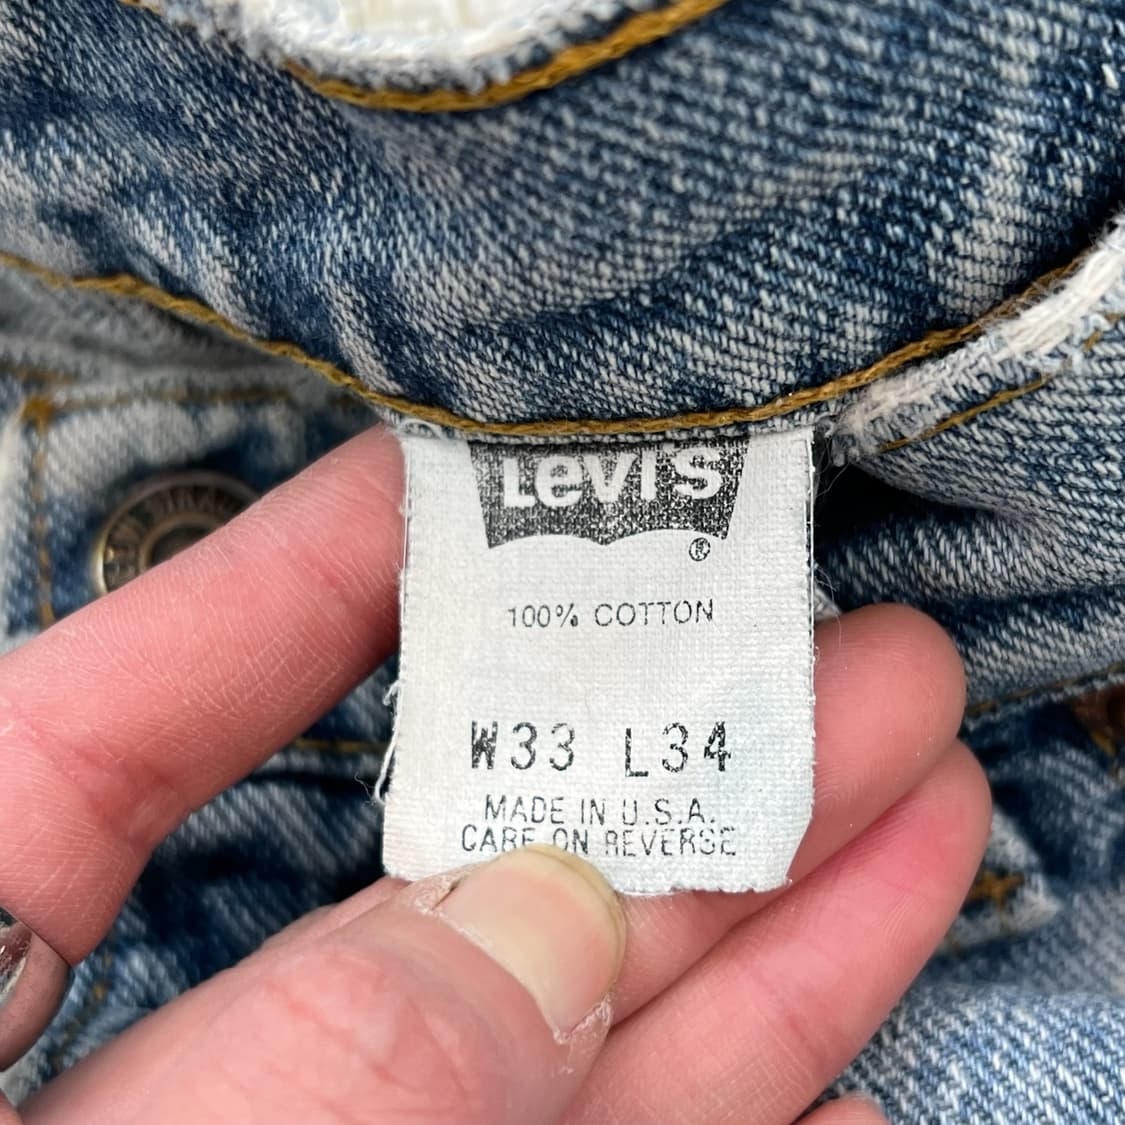 Levi's
®
100% COTTON
W33 L34
MADE IN U.S.A.
CARE ON REVERSE